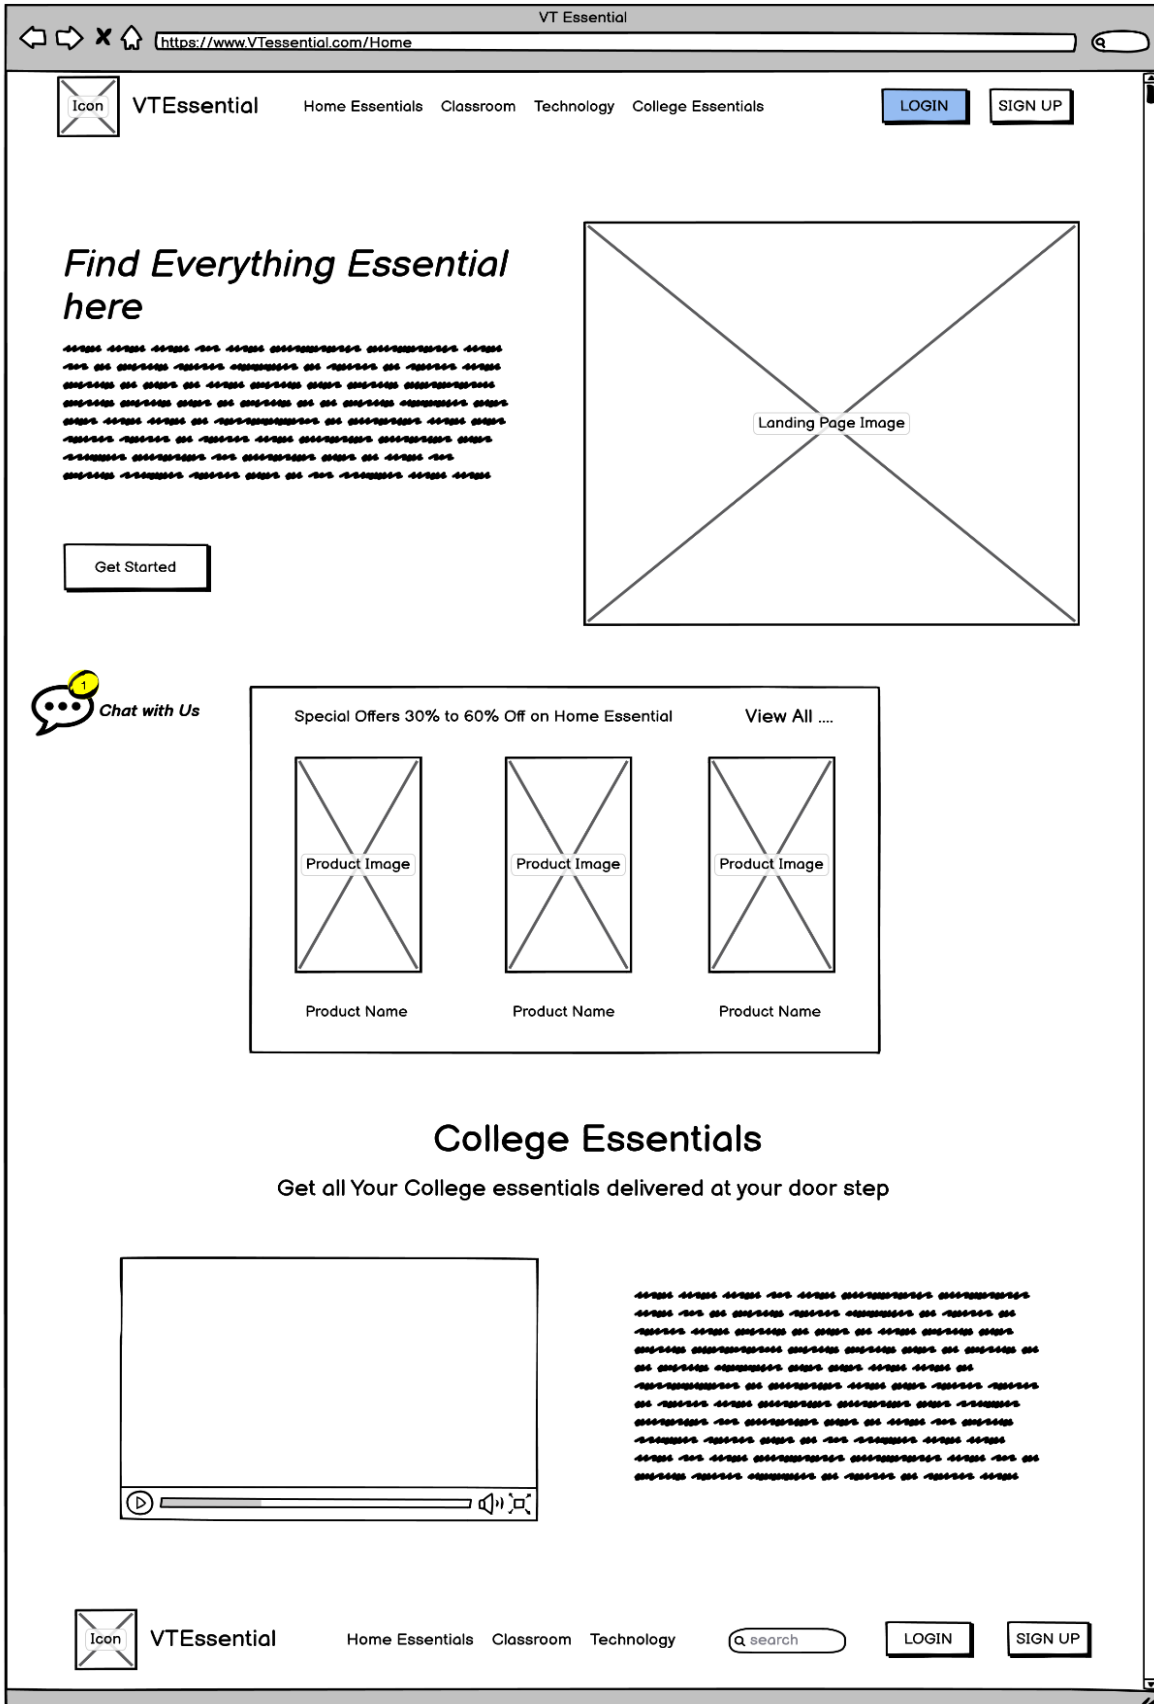 VT Essential
https://www.VTessential.com/Home
Icon
VTEssential
Home Essentials
Classroom
Technology
College Essentials
LOGIN
SIGN UP
Find Everything Essential
here
Landing Page Image
Get Started
1
Chat with Us
Special Offers 30% to 60% Off on Home Essential
View All ....
Product Image
Product Image
Product Image
Product Name
Product Name
Product Name
College Essentials
Get all Your College essentials delivered at your door step
Icon
VTEssential
Home Essentials
Classroom
Technology
search
LOGIN
SIGN UP